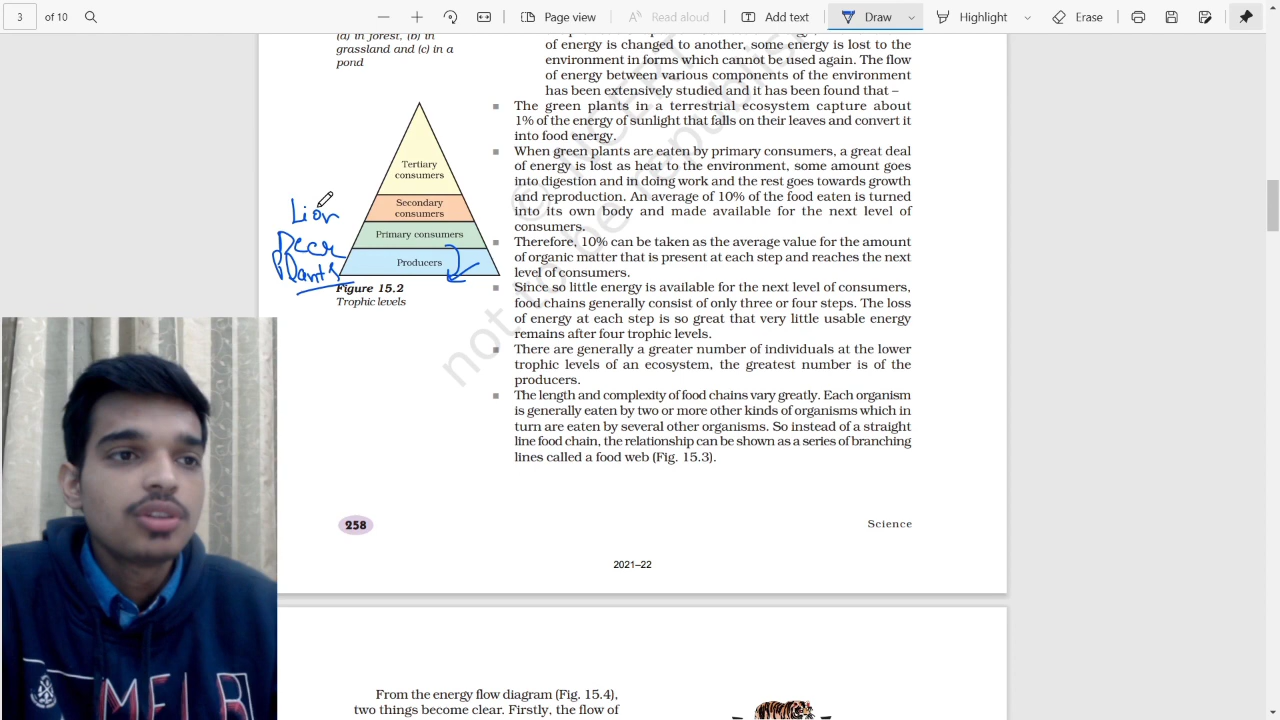 3 of 10
Page view
Read aloud
Add text
Draw
Highlight
Erase
(a) in forest, (b) in
grassland and (c) in a
pond
of energy is changed to another, some energy is lost to the
environment in forms which cannot be used again. The flow
of energy between various components of the environment
has been extensively studied and it has been found that –
Tertiary
consumers
Secondary
consumers
Primary consumers
Producers
Lion
Deer
Plants
Figure 15.2
Trophic levels
▪ The green plants in a terrestrial ecosystem capture about
1% of the energy of sunlight that falls on their leaves and convert it
into food energy.
▪ When green plants are eaten by primary consumers, a great deal
of energy is lost as heat to the environment, some amount goes
into digestion and in doing work and the rest goes towards growth
and reproduction. An average of 10% of the food eaten is turned
into its own body and made available for the next level of
consumers.
▪ Therefore, 10% can be taken as the average value for the amount
of organic matter that is present at each step and reaches the next
level of consumers.
▪ Since so little energy is available for the next level of consumers,
food chains generally consist of only three or four steps. The loss
of energy at each step is so great that very little usable energy
remains after four trophic levels.
▪ There are generally a greater number of individuals at the lower
trophic levels of an ecosystem, the greatest number is of the
producers.
▪ The length and complexity of food chains vary greatly. Each organism
is generally eaten by two or more other kinds of organisms which in
turn are eaten by several other organisms. So instead of a straight
line food chain, the relationship can be shown as a series of branching
lines called a food web (Fig. 15.3).
not to be republis
258
Science
2021–22
From the energy flow diagram (Fig. 15.4),
two things become clear. Firstly, the flow of